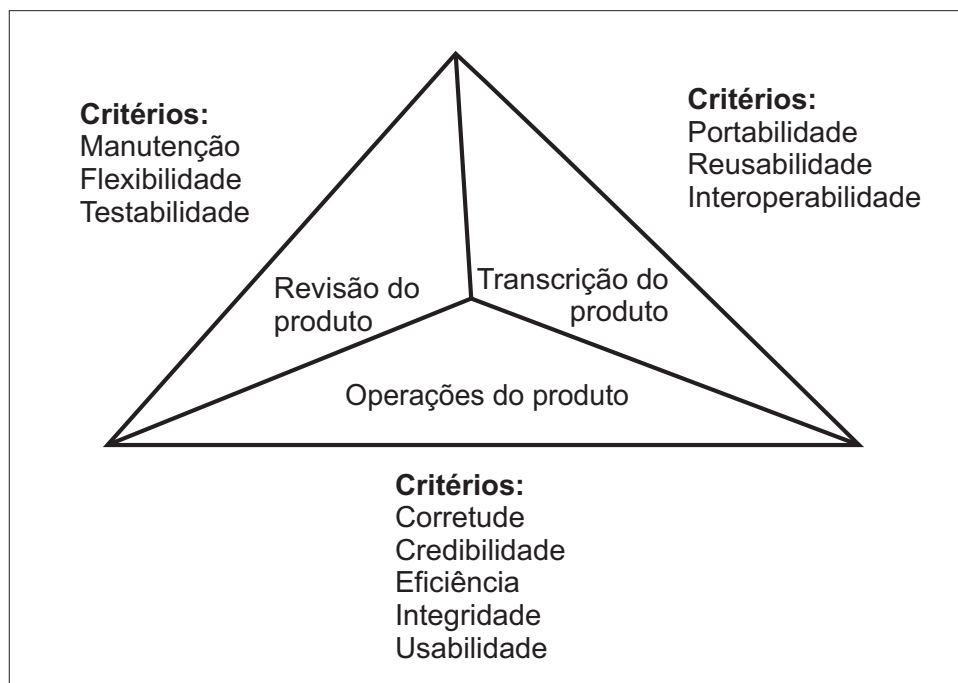 Critérios:
Manutenção
Flexibilidade
Testabilidade
Critérios:
Portabilidade
Reusabilidade
Interoperabilidade
Revisão do
produto
Transcrição do
produto
Operações do produto
Critérios:
Corretude
Credibilidade
Eficiência
Integridade
Usabilidade